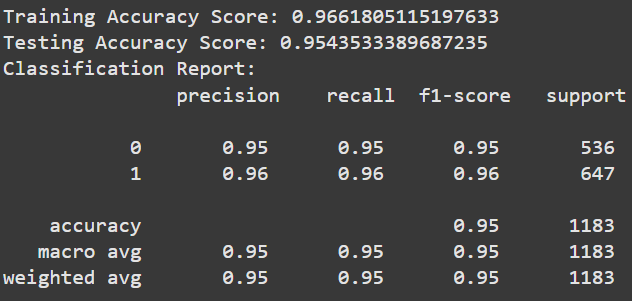 Training Accuracy Score: 0.9661805115197633
Testing Accuracy Score: 0.9543533389687235
Classification Report:
precision recall f1-score support
0 0.95 0.95 0.95 536
1 0.96 0.96 0.96 647
accuracy 0.95 1183
macro avg 0.95 0.95 0.95 1183
weighted avg 0.95 0.95 0.95 1183